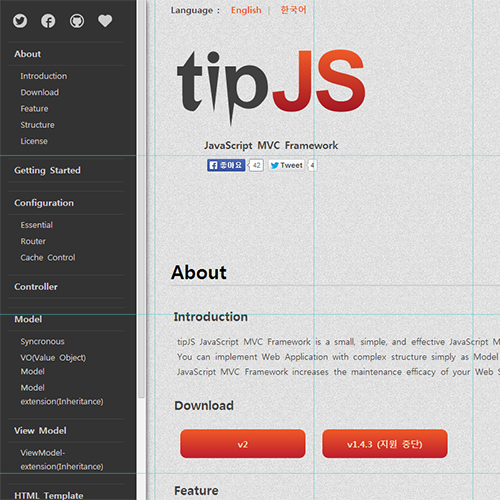 About
Introduction
Download
Feature
Structure
License
Getting Started
Configuration
Essential
Router
Cache Control
Controller
Model
Syncronous
VO(Value Object)
Model
Model
extension(Inheritance)
View Model
ViewModel-
extension(Inheritance)
HTML Template
Language : English | 한국어
tipJS
JavaScript MVC Framework
좋아요 42 Tweet 4
About
Introduction
tipJS JavaScript MVC Framework is a small, simple, and effective JavaScript M
You can implement Web Application with complex structure simply as Model
JavaScript MVC Framework increases the maintenance efficacy of your Web S
Download
v2 v1.4.3 (지원 중단)
Feature